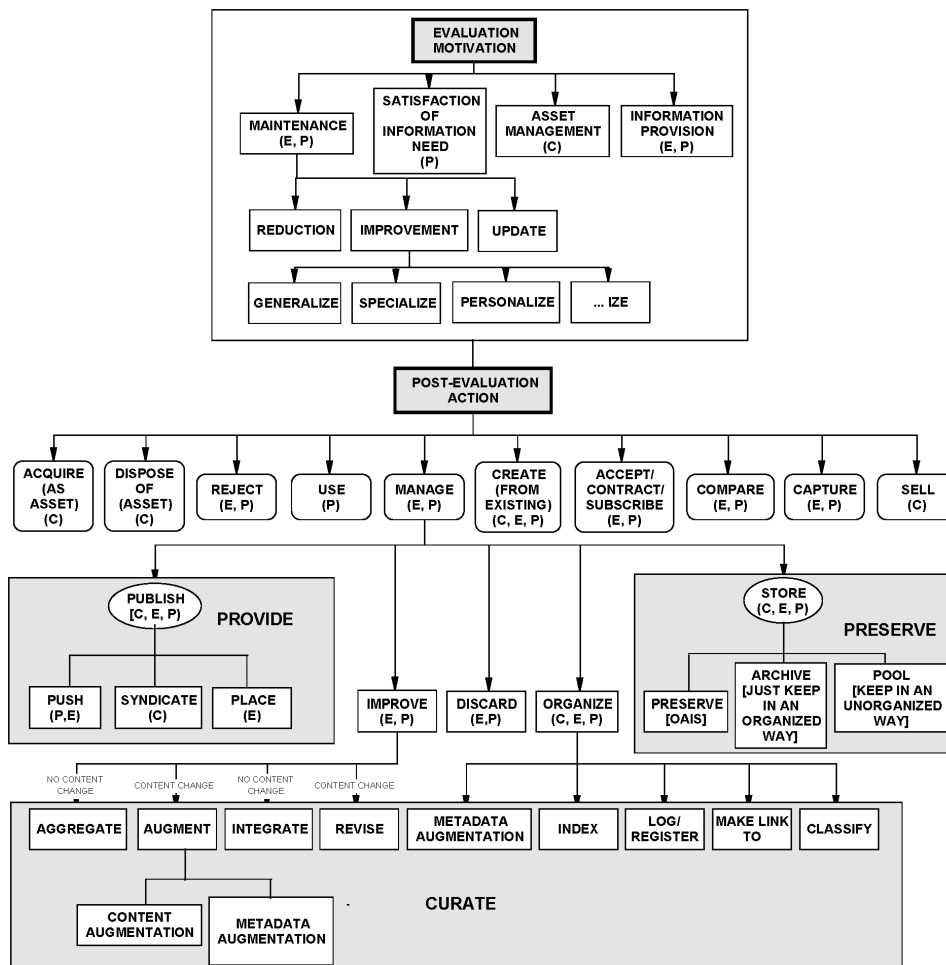 EVALUATION
MOTIVATION
MAINTENANCE
(E, P)
SATISFACTION
OF
INFORMATION
NEED
(P)
ASSET
MANAGEMENT
(C)
INFORMATION
PROVISION
(E, P)
REDUCTION
IMPROVEMENT
UPDATE
GENERALIZE
SPECIALIZE
PERSONALIZE
... IZE
POST-EVALUATION
ACTION
ACQUIRE
(AS
ASSET)
(C)
DISPOSE
OF
(ASSET)
(C)
REJECT
(E, P)
USE
(P)
MANAGE
(E, P)
CREATE
(FROM
EXISTING)
(C, E, P)
ACCEPT/
CONTRACT/
SUBSCRIBE
(E, P)
COMPARE
(E, P)
CAPTURE
(E, P)
SELL
(C)
PUBLISH
[C, E, P)
PROVIDE
PUSH
(P,E)
SYNDICATE
(C)
PLACE
(E)
IMPROVE
(E, P)
DISCARD
(E,P)
ORGANIZE
(C, E, P)
STORE
(C, E, P)
PRESERVE
PRESERVE
[OAIS]
ARCHIVE
[JUST KEEP
IN AN
ORGANIZED
WAY]
POOL
[KEEP IN AN
UNORGANIZED
WAY]
NO CONTENT
CHANGE
CONTENT CHANGE
NO CONTENT
CHANGE
CONTENT CHANGE
AGGREGATE
AUGMENT
INTEGRATE
REVISE
METADATA
AUGMENTATION
INDEX
LOG/
REGISTER
MAKE LINK
TO
CLASSIFY
CONTENT
AUGMENTATION
METADATA
AUGMENTATION
CURATE